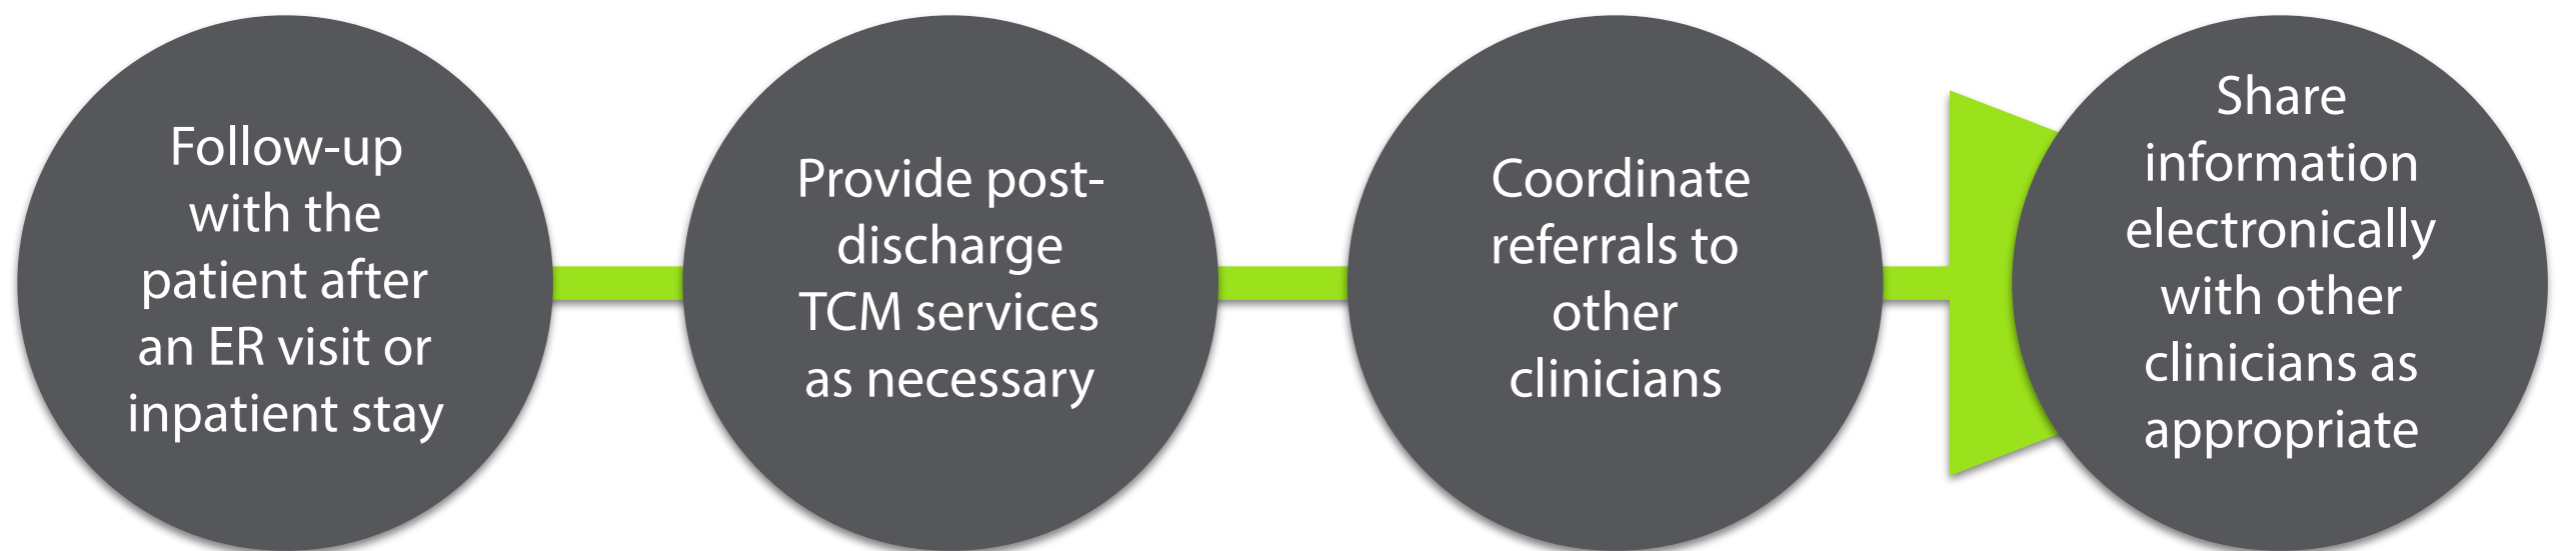 Follow-up
with the
patient after
an ER visit or
inpatient stay
Provide post-
discharge
TCM services
as necessary
Coordinate
referrals to
other
clinicians
Share
information
electronically
with other
clinicians as
appropriate